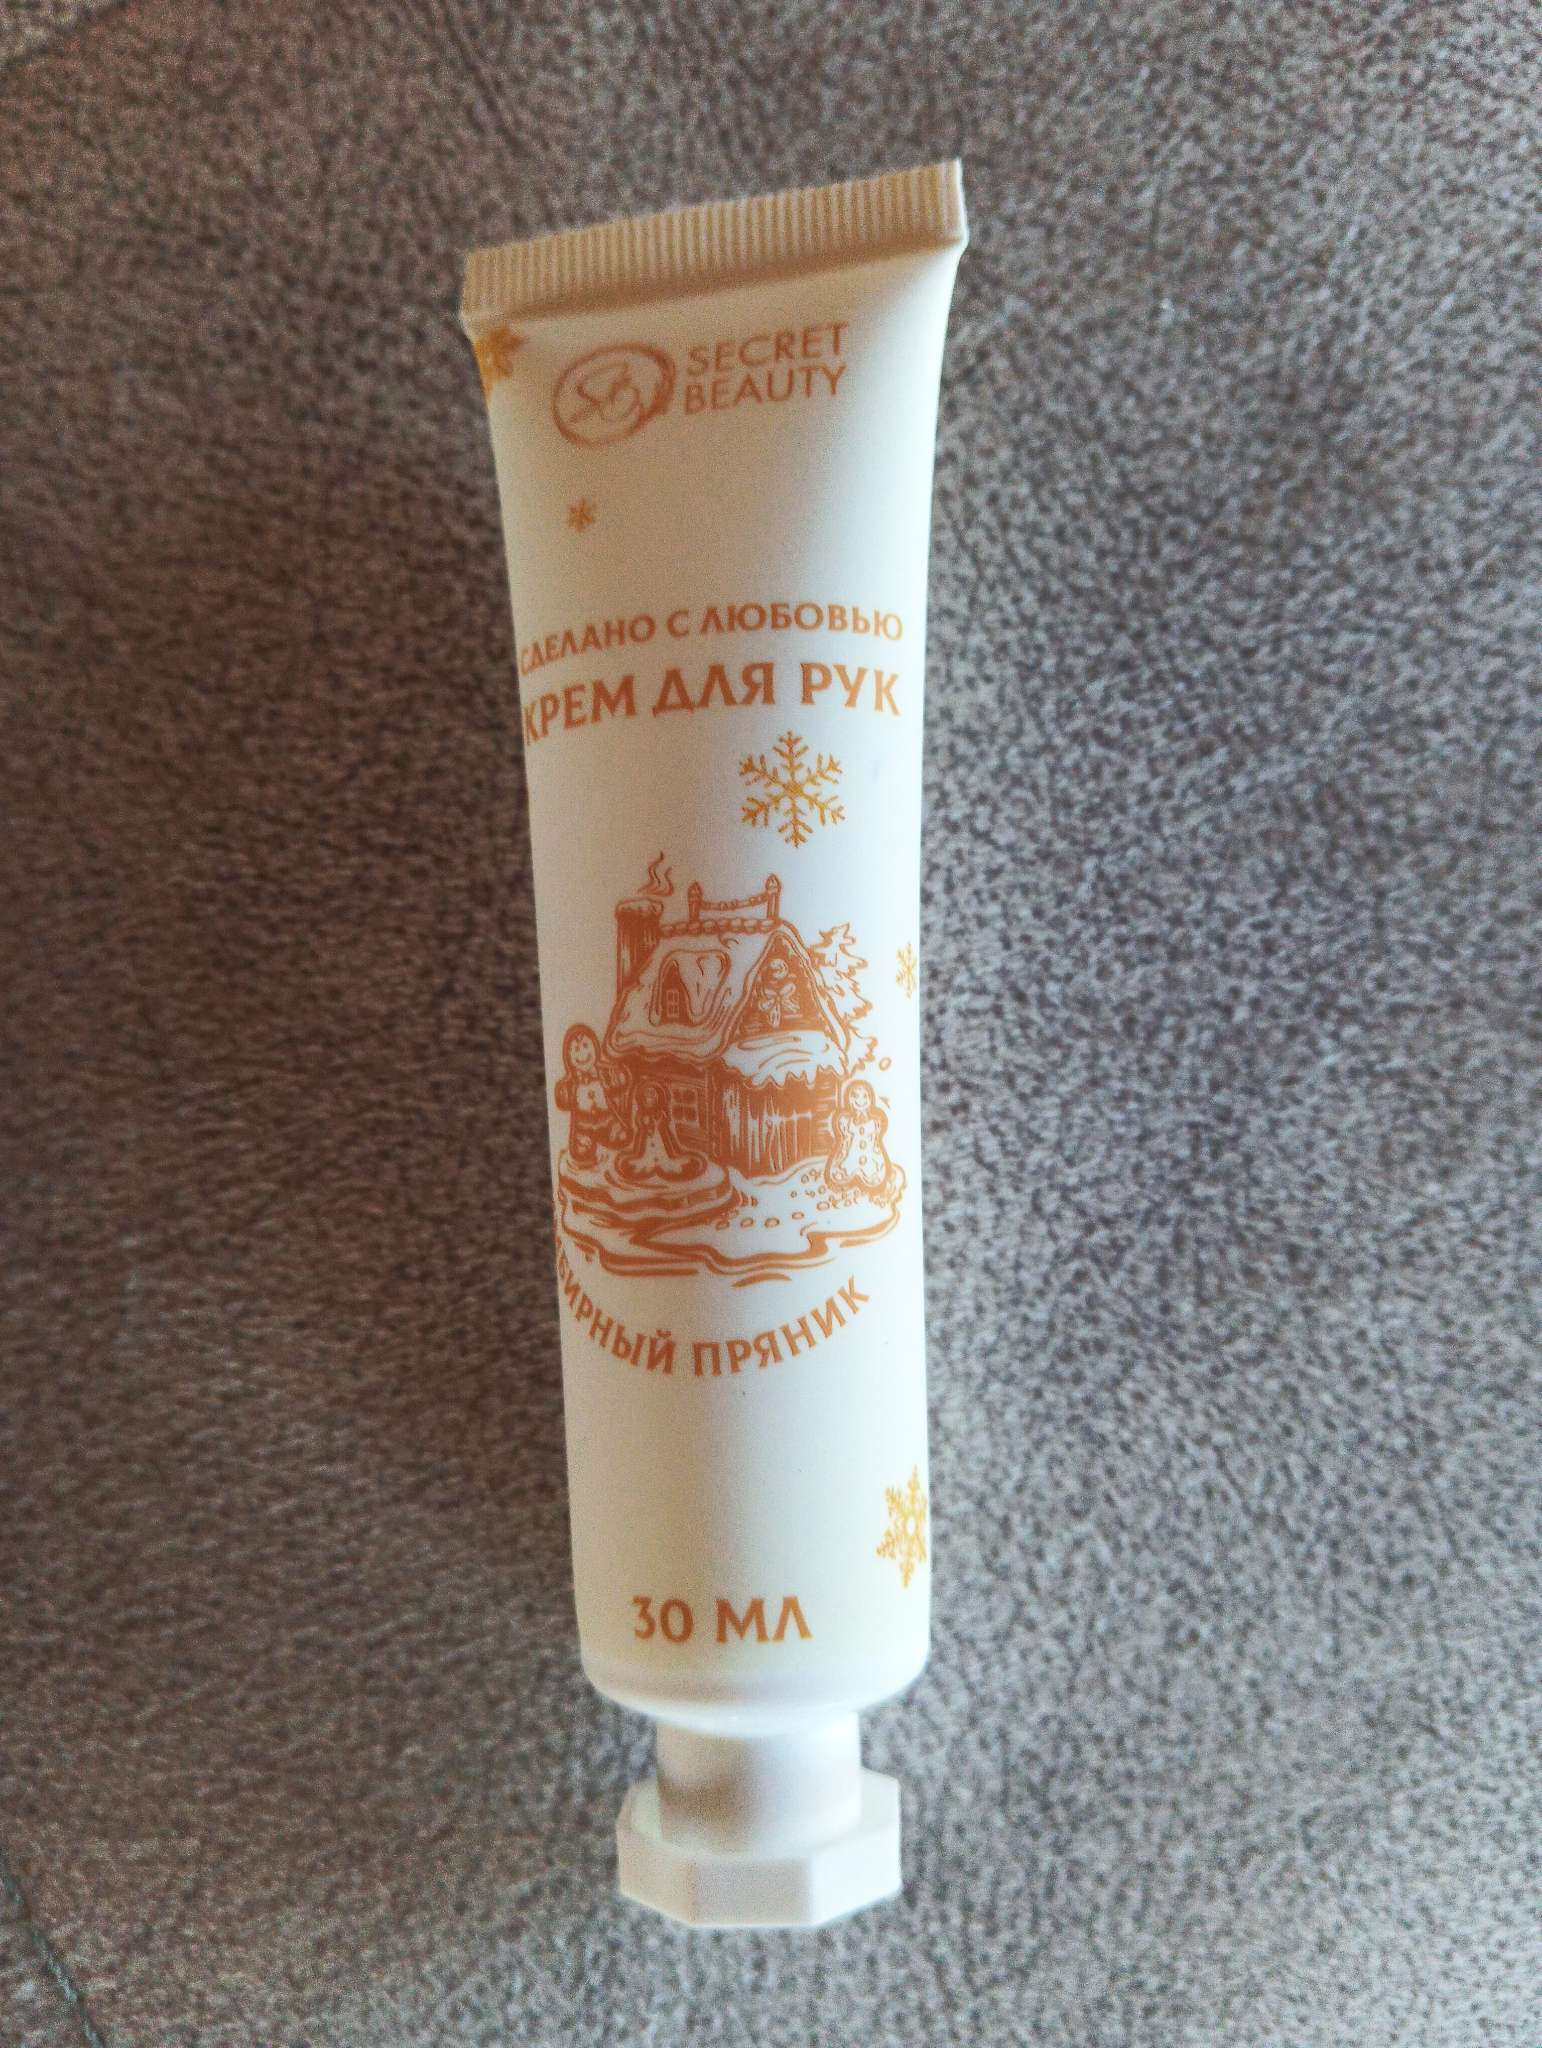 SECRET
BEAUTY
СДЕЛАНО С ЛЮБОВЬЮ
КРЕМ ДЛЯ РУК
ПРЯНИК
30 МЛ